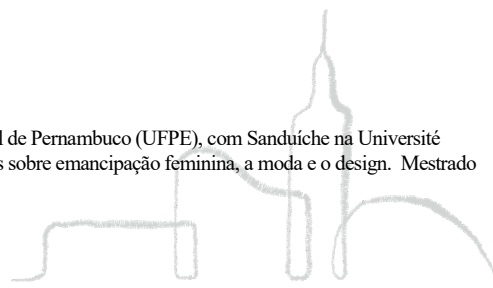 l de Pernambuco (UFPE), com Sanduíche na Université
s sobre emancipação feminina, a moda e o design. Mestrado